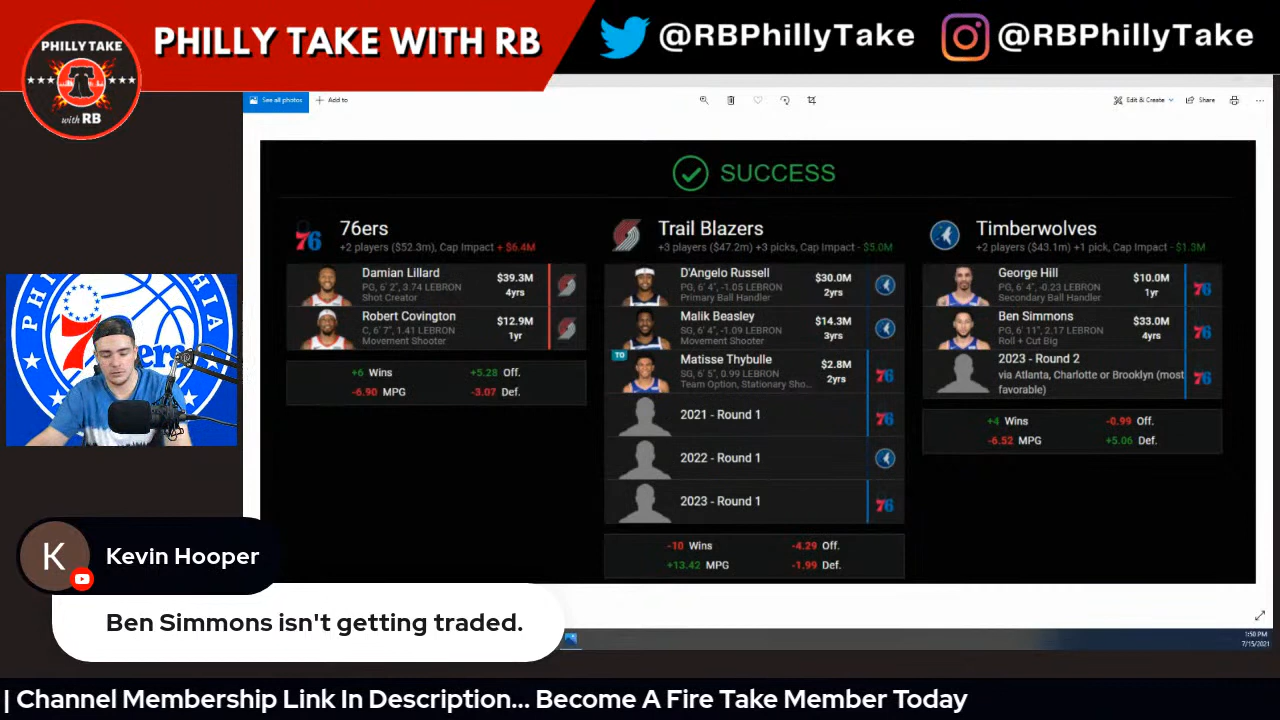 PHILLY TAKE WITH RB
@RBPhillyTake
@RBPhillyTake
PHILLY TAKE
with RB
See all photos
Add to
Edit & Create
Share
SUCCESS
76ers
+2 players ($52.3m), Cap Impact + $6.4M
Damian Lillard
PG, 6' 2", 3.74 LEBRON
Shot Creator
$39.3M
4yrs
Robert Covington
C, 6' 7", 1.41 LEBRON
Movement Shooter
$12.9M
1yr
+6 Wins
+5.28 Off.
-6.90 MPG
-3.07 Def.
Trail Blazers
+3 players ($47.2m) +3 picks, Cap Impact - $5.0M
D'Angelo Russell
PG, 6' 4", -1.05 LEBRON
Primary Ball Handler
$30.0M
2yrs
Malik Beasley
SG, 6' 4", -1.09 LEBRON
Movement Shooter
$14.3M
3yrs
TO
Matisse Thybulle
SG, 6' 5", 0.99 LEBRON
Team Option, Stationary Sho...
$2.8M
2yrs
2021 - Round 1
2022 - Round 1
2023 - Round 1
-10 Wins
-4.29 Off.
+13.42 MPG
-1.99 Def.
Timberwolves
+2 players ($43.1m) +1 pick, Cap Impact - $1.3M
George Hill
PG, 6' 4", -0.23 LEBRON
Secondary Ball Handler
$10.0M
1yr
Ben Simmons
PG, 6' 11", 2.17 LEBRON
Roll + Cut Big
$33.0M
4yrs
2023 - Round 2
via Atlanta, Charlotte or Brooklyn (most
favorable)
+4 Wins
-0.99 Off.
-6.52 MPG
+5.06 Def.
K
Kevin Hooper
Ben Simmons isn't getting traded.
1:50 PM
7/15/2021
| Channel Membership Link In Description... Become A Fire Take Member Today